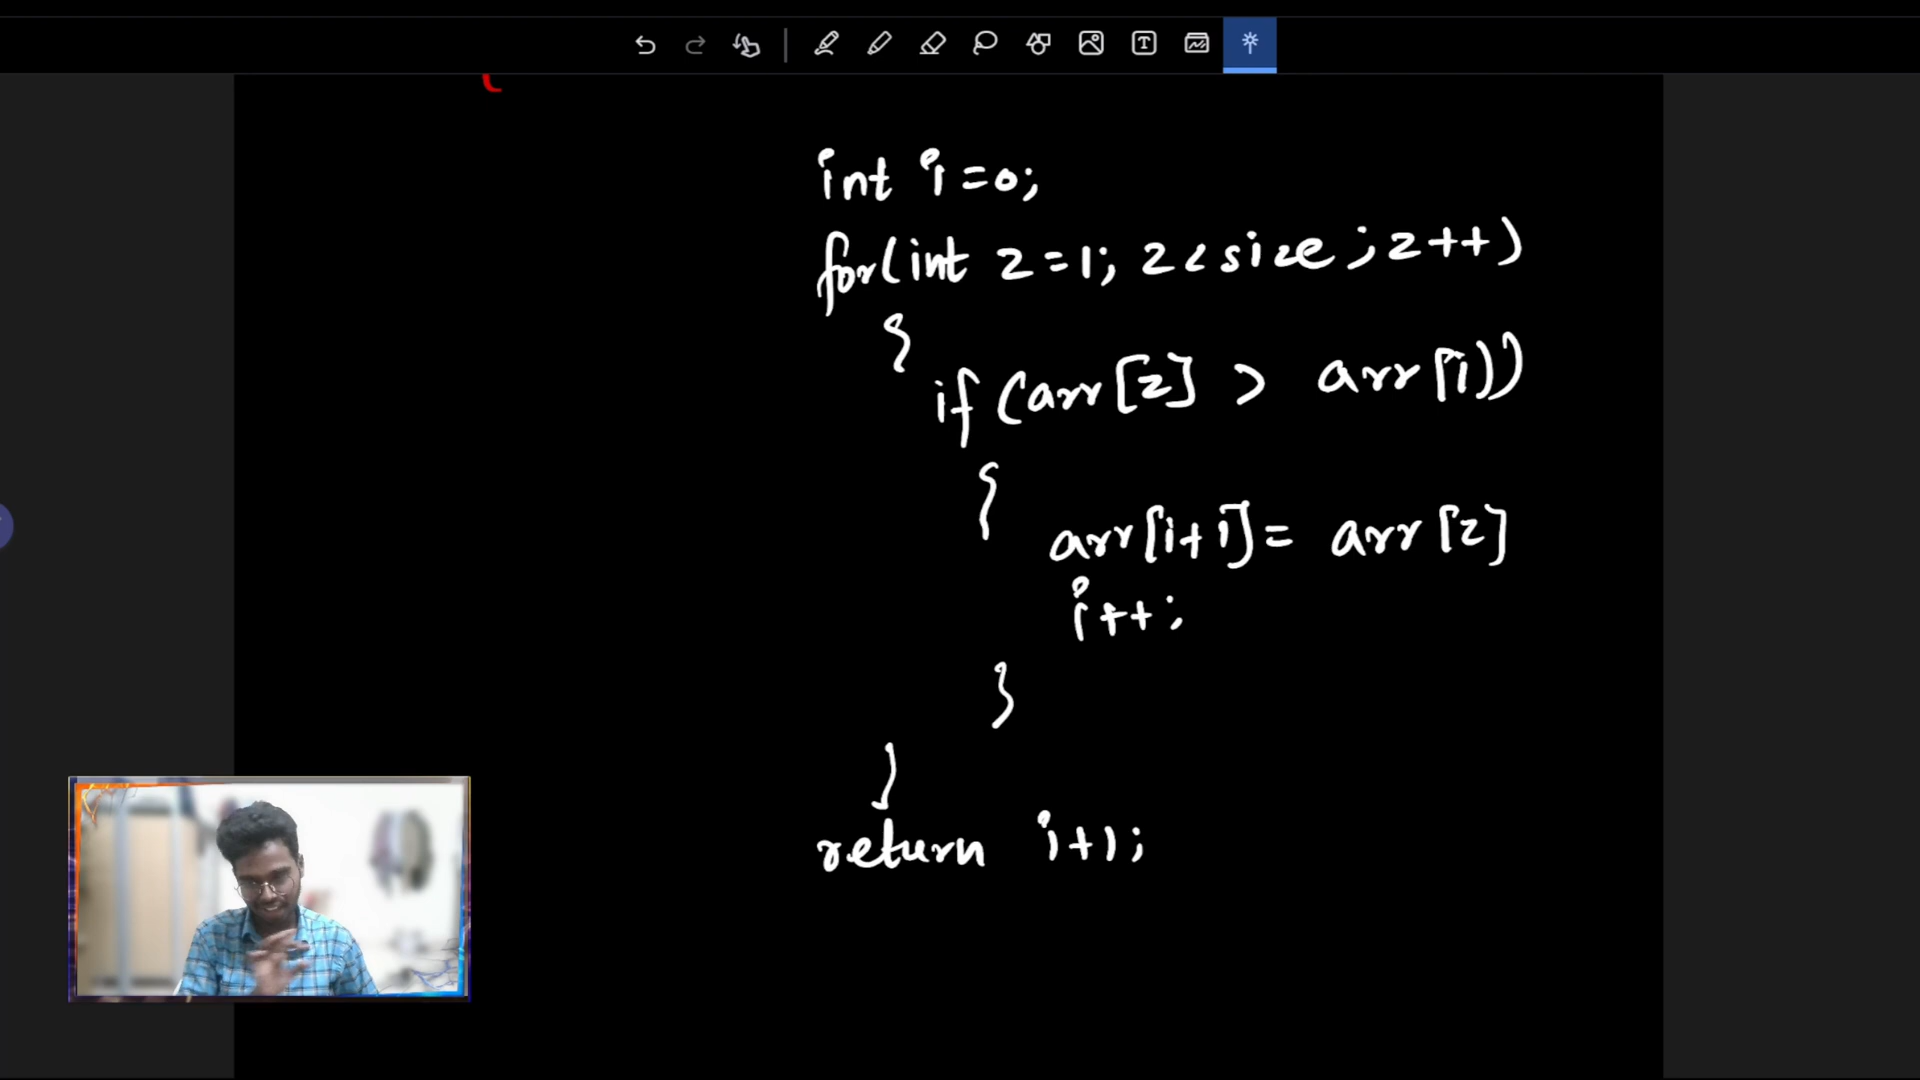 int i=0;
for(int z=1; z<size; z++)
{
if (arr[z] > arr[i])
{
arr[i+1]= arr[z]
i++;
}
}
return i+1;